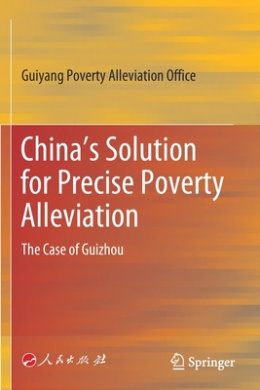 Guiyang Poverty Alleviation Office
China's Solution
for Precise Poverty
Alleviation
The Case of Guizhou
人民出版社
Springer